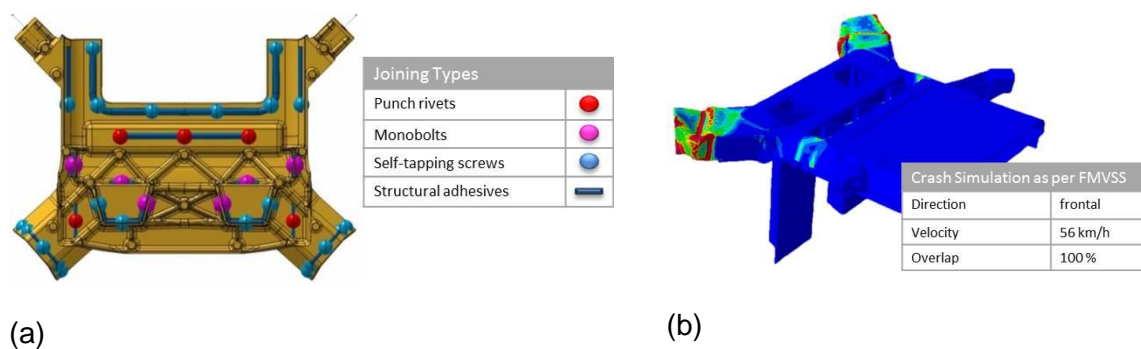 Joining Types
Punch rivets
Monobolts
Self-tapping screws
Structural adhesives
(a)
Crash Simulation as per FMVSS
Direction frontal
Velocity 56 km/h
Overlap 100 %
(b)